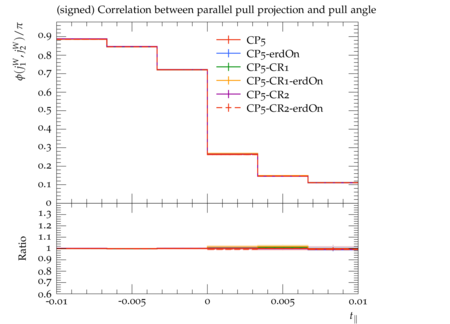 (signed) Correlation between parallel pull projection and pull angle
ϕ(j₁ᵂ, j₂ᵂ)/π
0.9
0.8
0.7
0.6
0.5
0.4
0.3
0.2
0.1
0
CP5
CP5-erdOn
CP5-CR1
CP5-CR1-erdOn
CP5-CR2
CP5-CR2-erdOn
Ratio
1.3
1.2
1.1
1
0.9
0.8
0.7
0.6
-0.01 -0.005 0 0.005 0.01
t∥